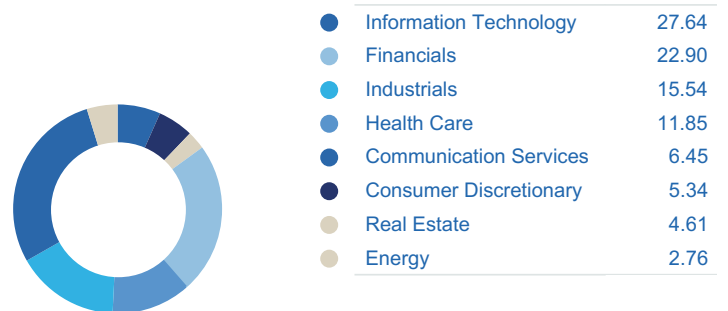 Information Technology 27.64
Financials 22.90
Industrials 15.54
Health Care 11.85
Communication Services 6.45
Consumer Discretionary 5.34
Real Estate 4.61
Energy 2.76